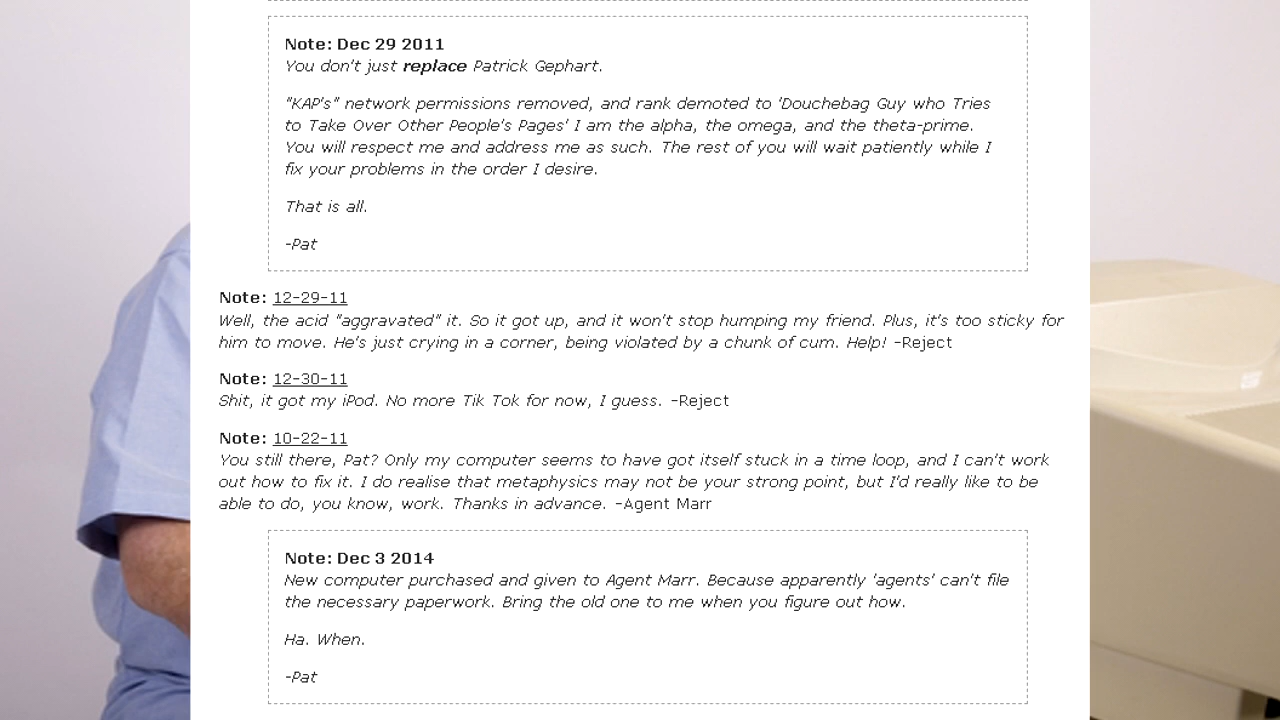 Note: Dec 29 2011
You don't just replace Patrick Gephart.
"KAP's" network permissions removed, and rank demoted to 'Douchebag Guy who Tries
to Take Over Other People's Pages' I am the alpha, the omega, and the theta-prime.
You will respect me and address me as such. The rest of you will wait patiently while I
fix your problems in the order I desire.
That is all.
-Pat
Note: 12-29-11
Well, the acid "aggravated" it. So it got up, and it won't stop humping my friend. Plus, it's too sticky for
him to move. He's just crying in a corner, being violated by a chunk of cum. Help! -Reject
Note: 12-30-11
Shit, it got my iPod. No more Tik Tok for now, I guess. -Reject
Note: 10-22-11
You still there, Pat? Only my computer seems to have got itself stuck in a time loop, and I can't work
out how to fix it. I do realise that metaphysics may not be your strong point, but I'd really like to be
able to do, you know, work. Thanks in advance. -Agent Marr
Note: Dec 3 2014
New computer purchased and given to Agent Marr. Because apparently 'agents' can't file
the necessary paperwork. Bring the old one to me when you figure out how.
Ha. When.
-Pat